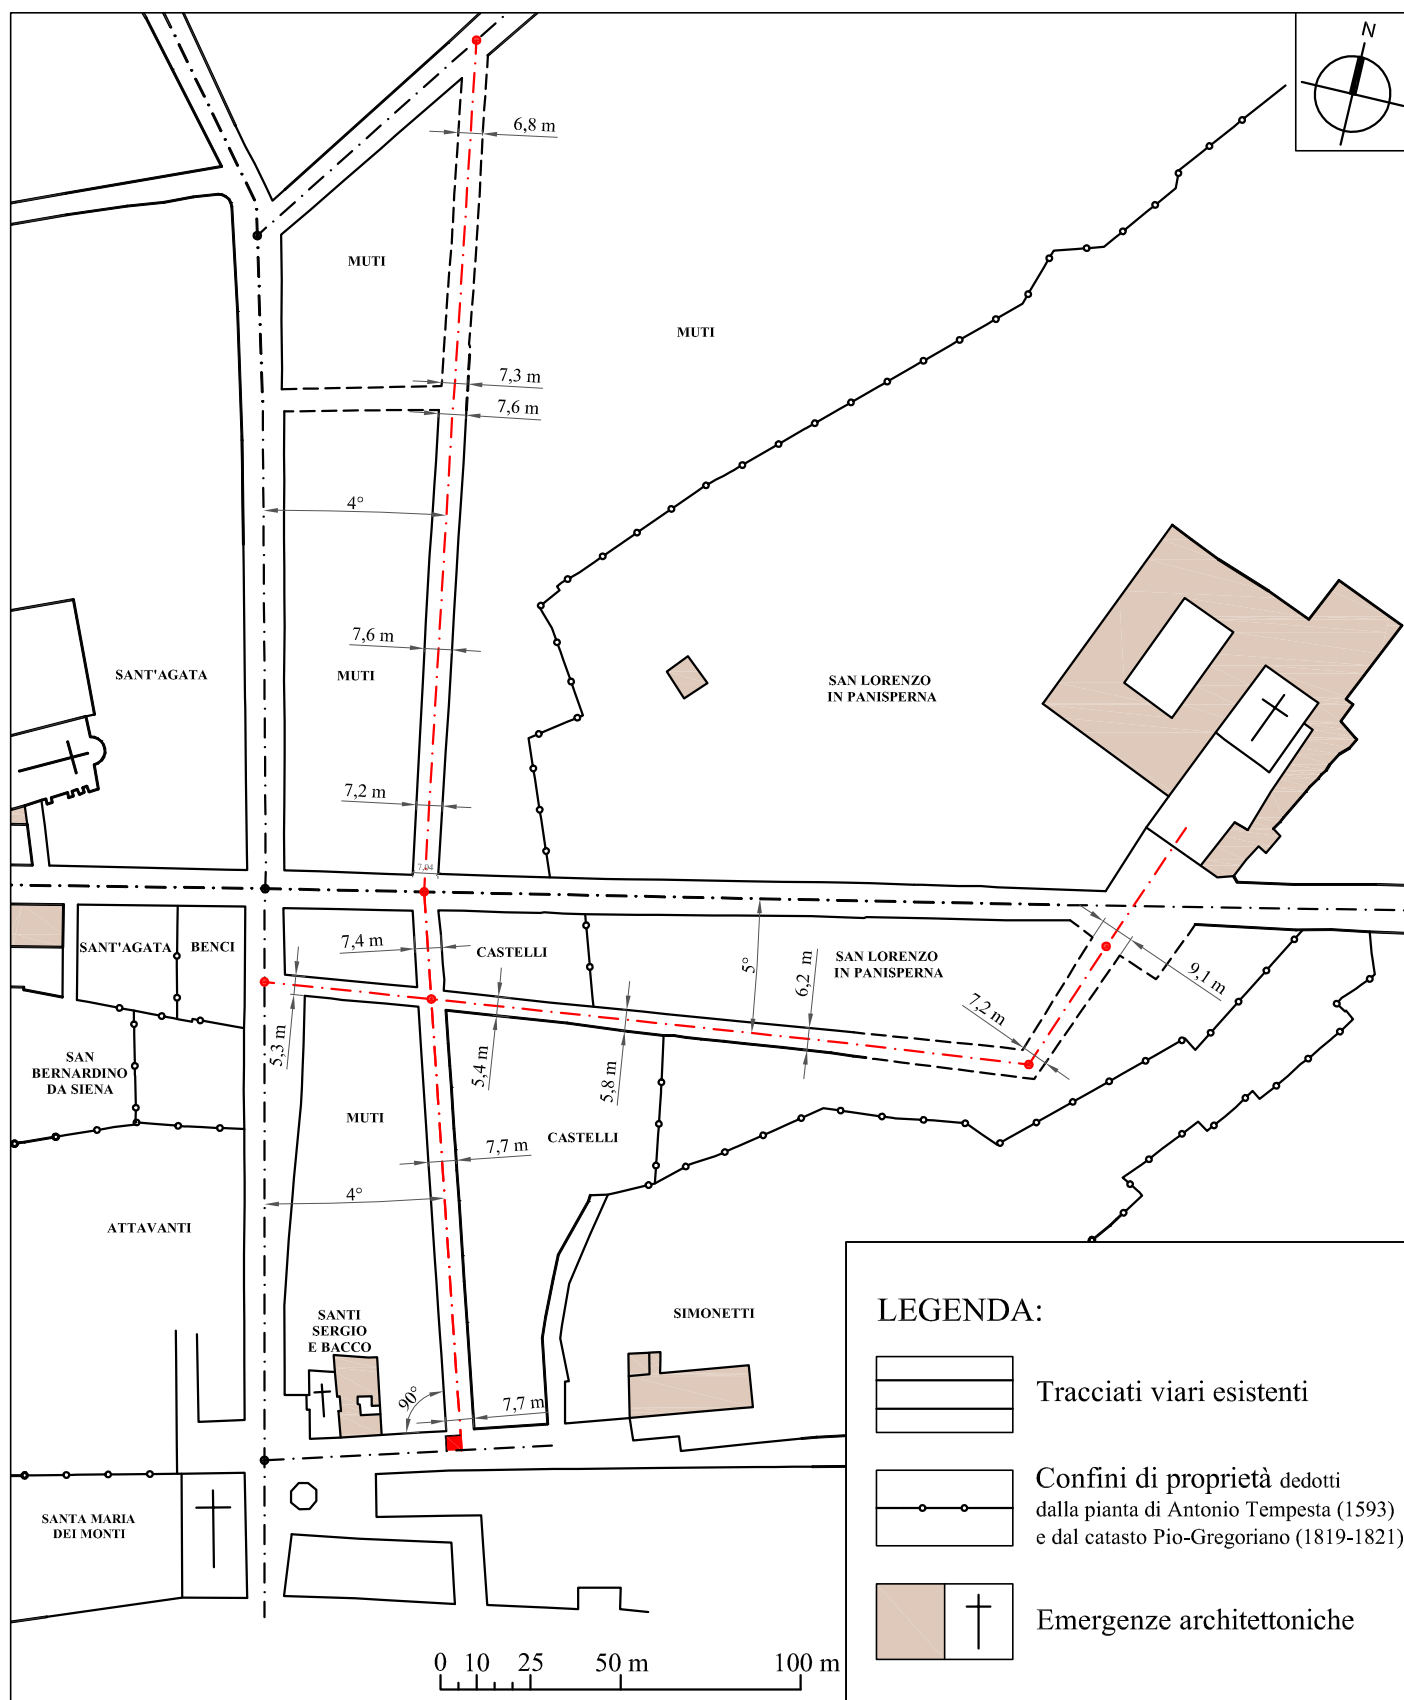 N
6,8 m
MUTI
MUTI
7,3 m
7,6 m
4°
7,6 m
SANT'AGATA
MUTI
SAN LORENZO
IN PANISPERNA
7,2 m
7,04
SANT'AGATA
BENCI
7,4 m
CASTELLI
5°
6,2 m
SAN LORENZO
IN PANISPERNA
9,1 m
7,2 m
5,3 m
5,4 m
5,8 m
SAN
BERNARDINO
DA SIENA
MUTI
CASTELLI
7,7 m
4°
ATTAVANTI
SANTI
SERGIO
E BACCO
SIMONETTI
90°
7,7 m
SANTA MARIA
DEI MONTI
LEGENDA:
Tracciati viari esistenti
Confini di proprietà dedotti
dalla pianta di Antonio Tempesta (1593)
e dal catasto Pio-Gregoriano (1819-1821)
Emergenze architettoniche
0 10 25 50 m 100 m